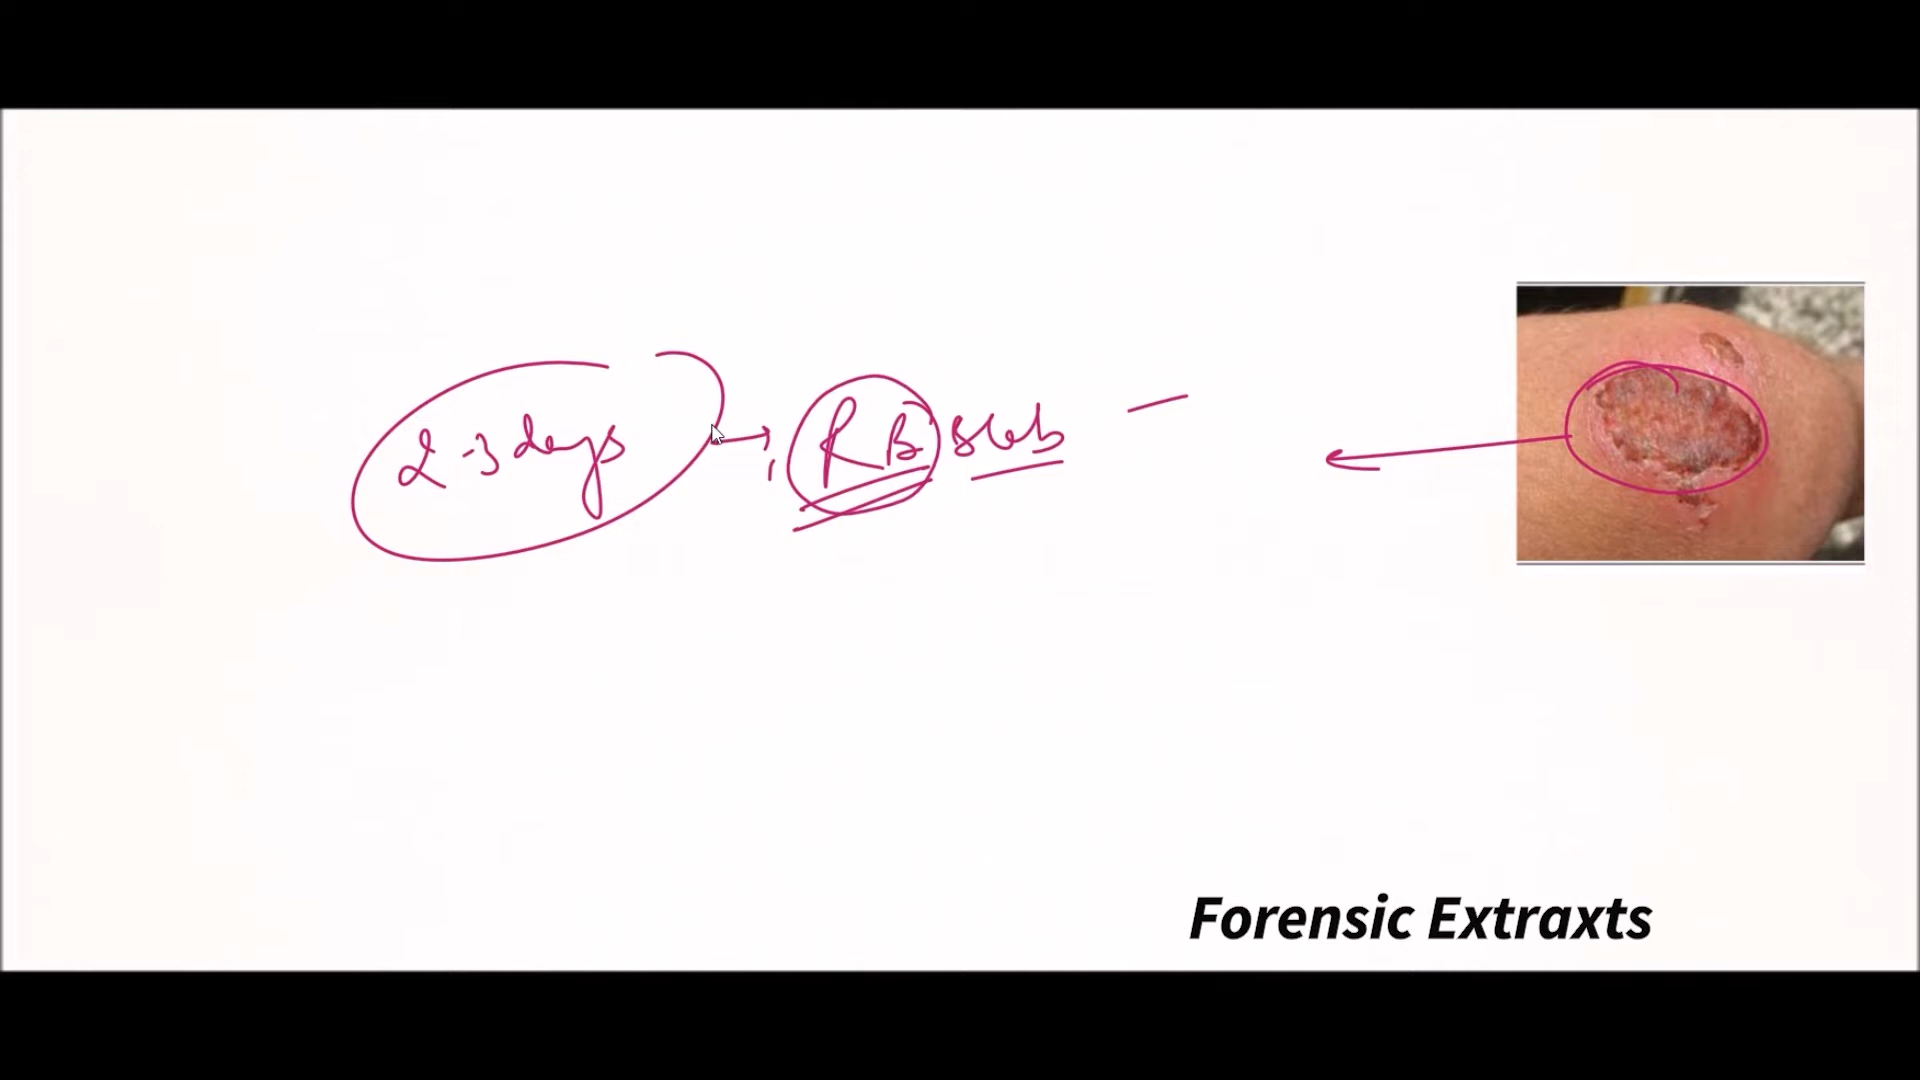 2-3 days → RB scab –
Forensic Extraxts